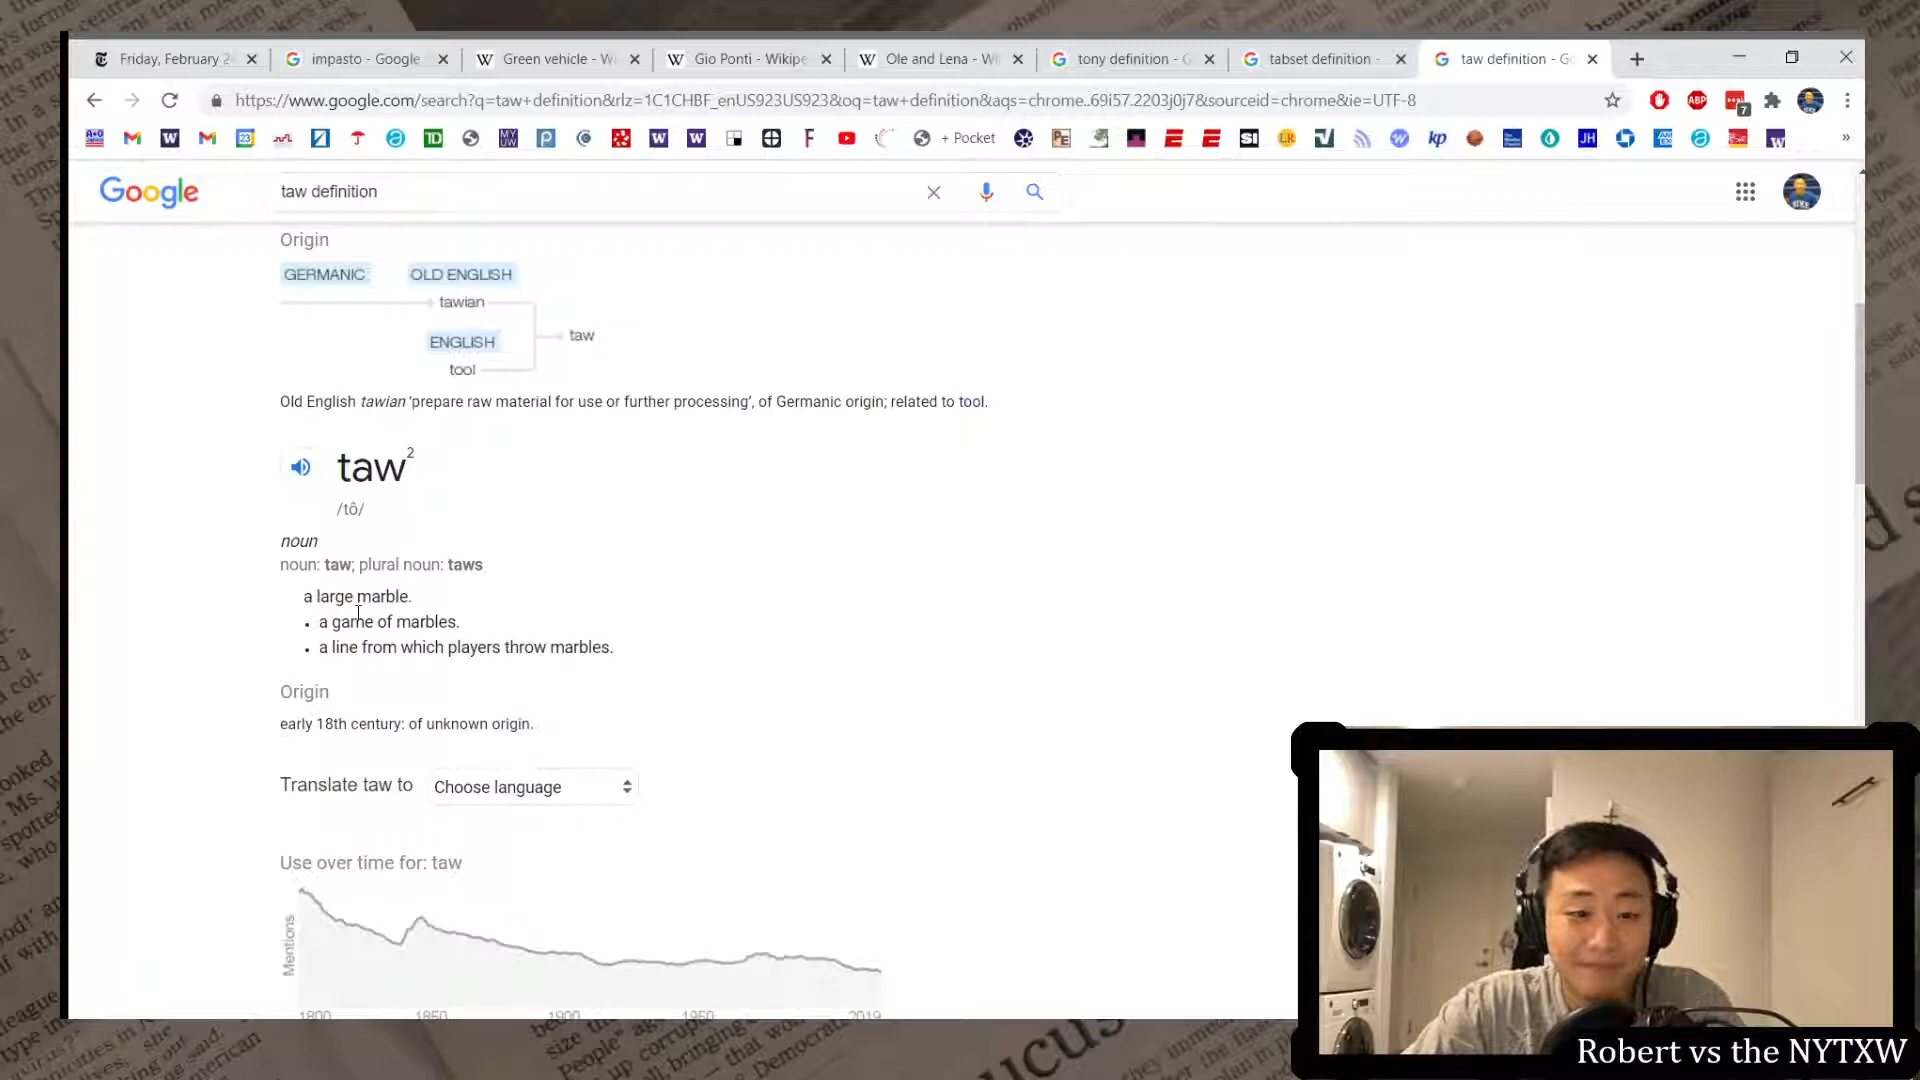 Friday, February 2
impasto - Google
Green vehicle - Wi
Gio Ponti - Wikipe
Ole and Lena - Wi
tony definition - G
tabset definition -
taw definition - Go
https://www.google.com/search?q=taw+definition&rlz=1C1CHBF_enUS923US923&oq=taw+definition&aqs=chrome..69i57.2203j0j7&sourceid=chrome&ie=UTF-8
+ Pocket
Google
taw definition
Origin
GERMANIC OLD ENGLISH
tawian
taw
ENGLISH
tool
Old English tawian 'prepare raw material for use or further processing', of Germanic origin; related to tool.
taw²
/tô/
noun
noun: taw; plural noun: taws
a large marble.
• a game of marbles.
• a line from which players throw marbles.
Origin
early 18th century: of unknown origin.
Translate taw to Choose language
Use over time for: taw
Mentions
1800 1850 1900 1950 2019
Robert vs the NYTXW